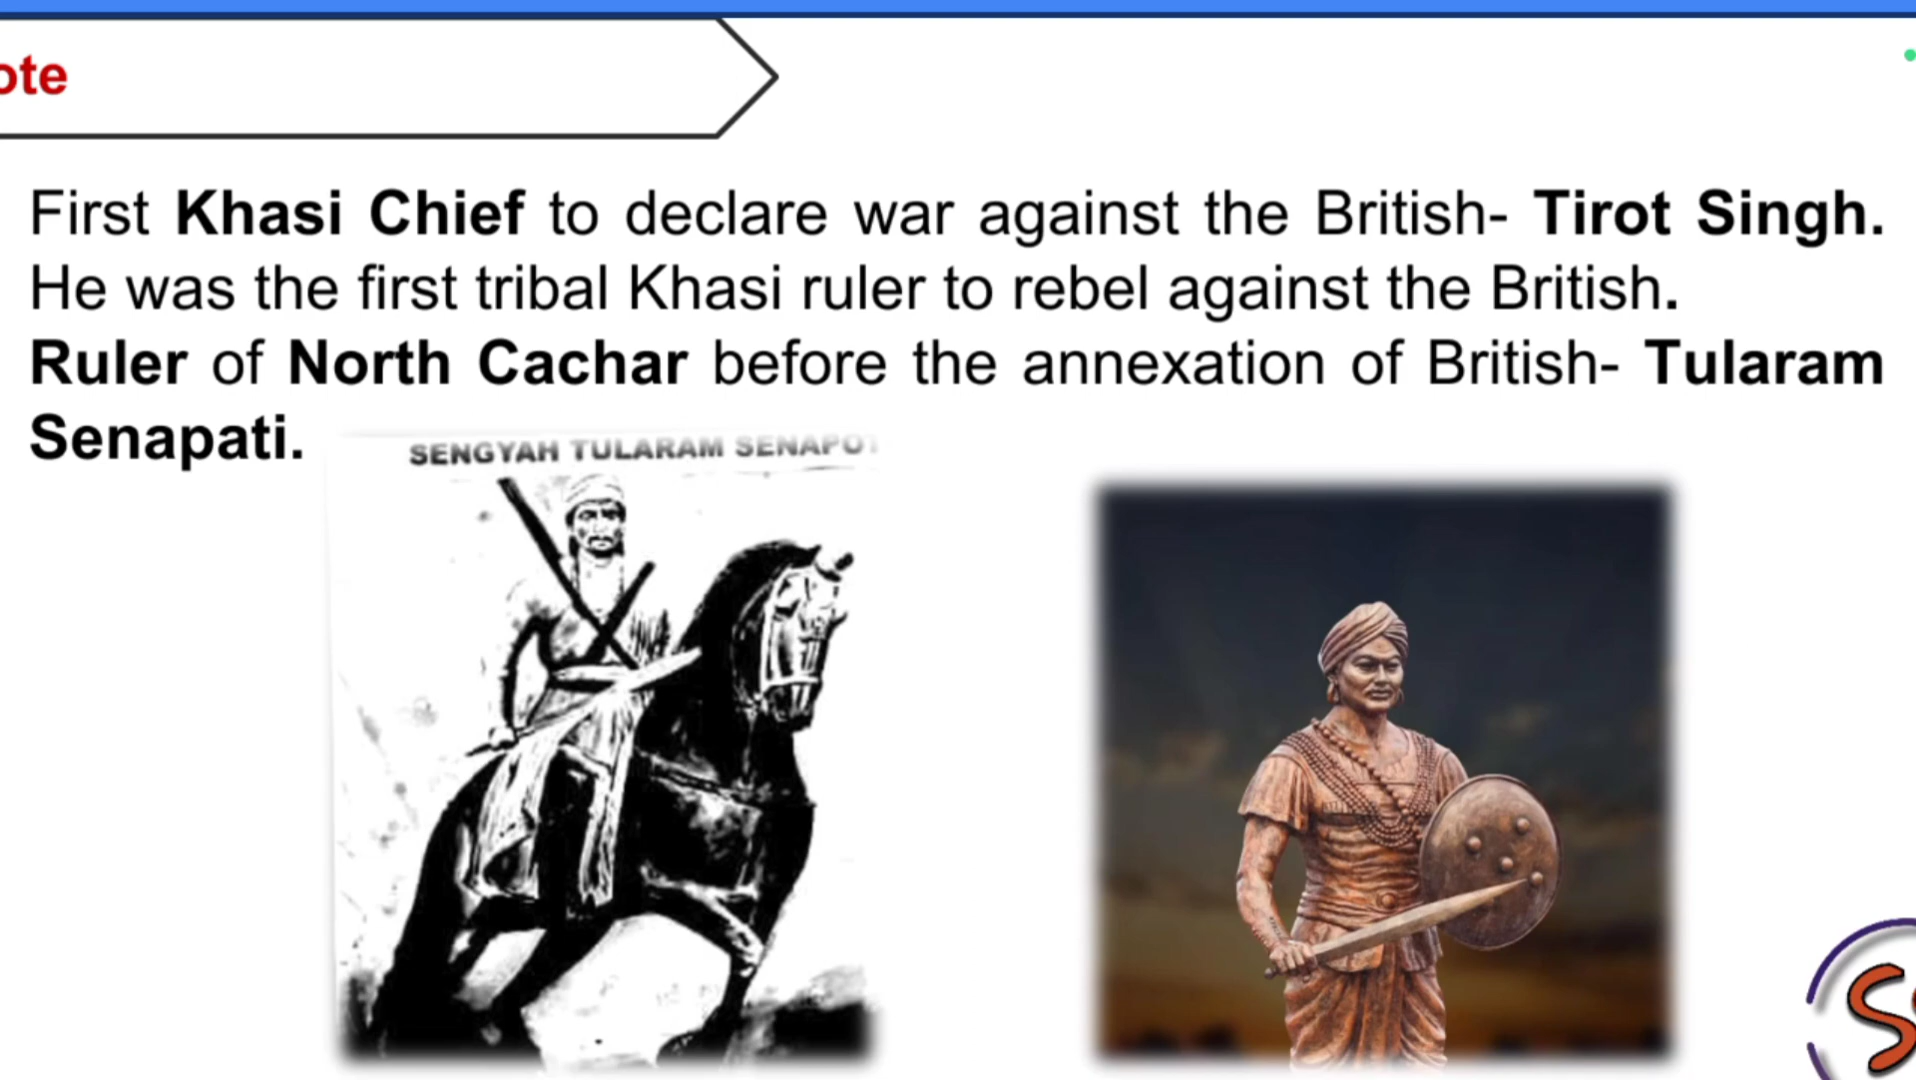 ote
First Khasi Chief to declare war against the British- Tirot Singh.
He was the first tribal Khasi ruler to rebel against the British.
Ruler of North Cachar before the annexation of British- Tularam
Senapati.
SENGYAH TULARAM SENAPO
S